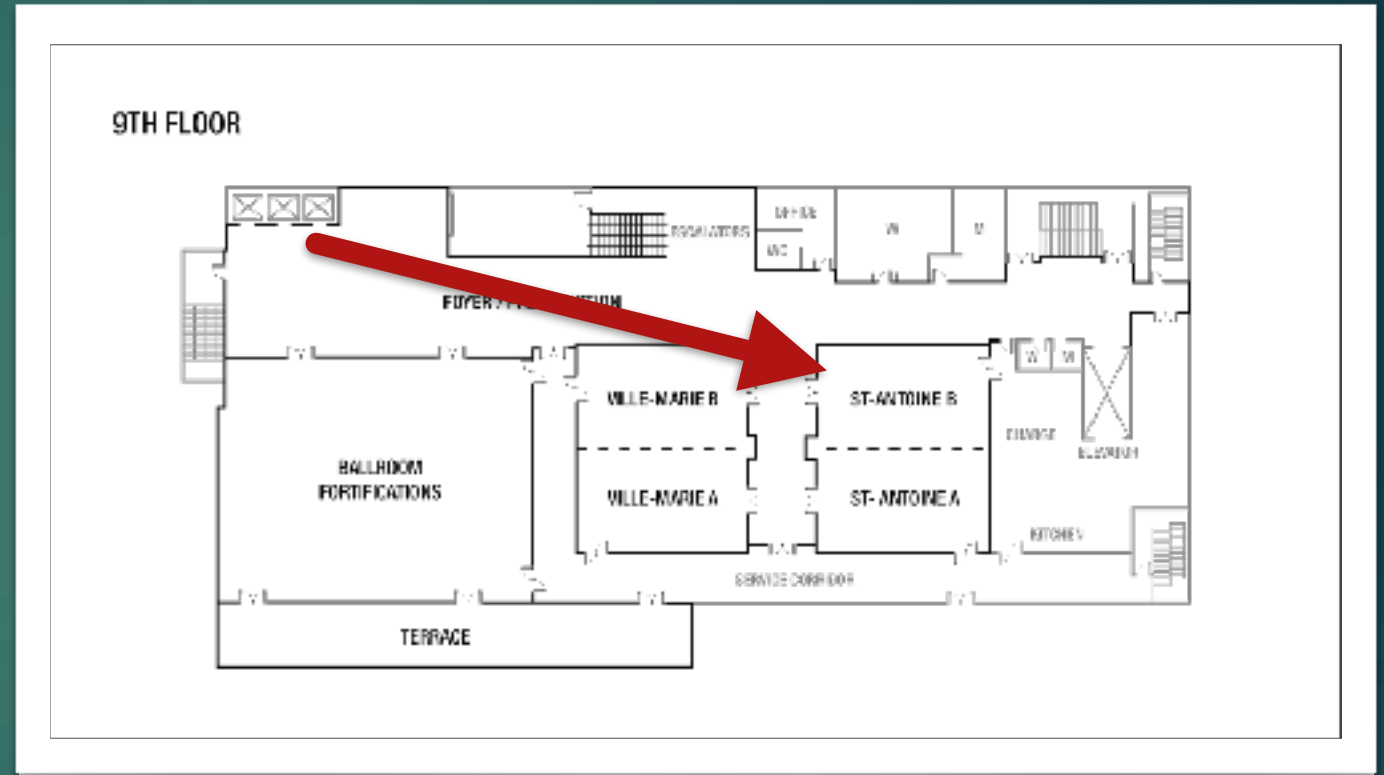 9TH FLOOR
OFFICE
ESCALATORS
W
M
WC
FOYER /
W
M
VILLE-MARIE B
ST-ANTOINE B
ELEVATOR
BALLROOM
FORTIFICATIONS
VILLE-MARIE A
ST- ANTOINE A
KITCHEN
SERVICE CORRIDOR
TERRACE